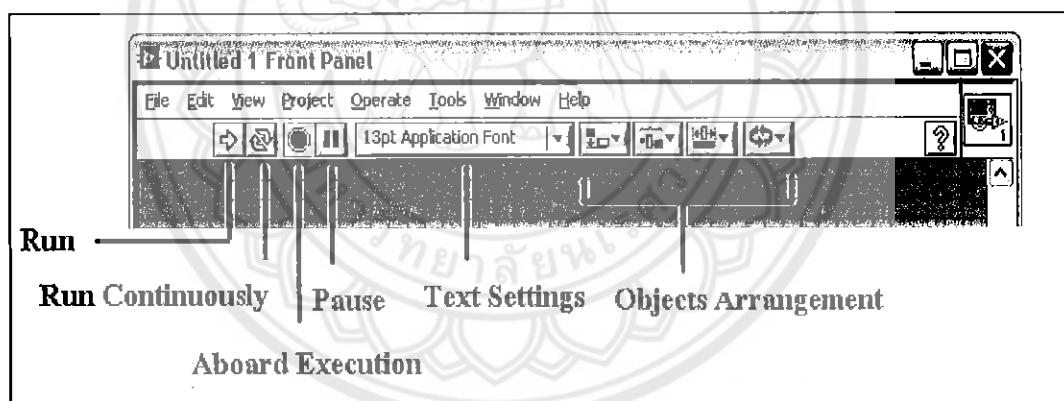 Untitled 1 Front Panel
File Edit View Project Operate Tools Window Help
13pt Application Font
?
1
Run
Run Continuously
Pause
Text Settings
Objects Arrangement
Aboard Execution